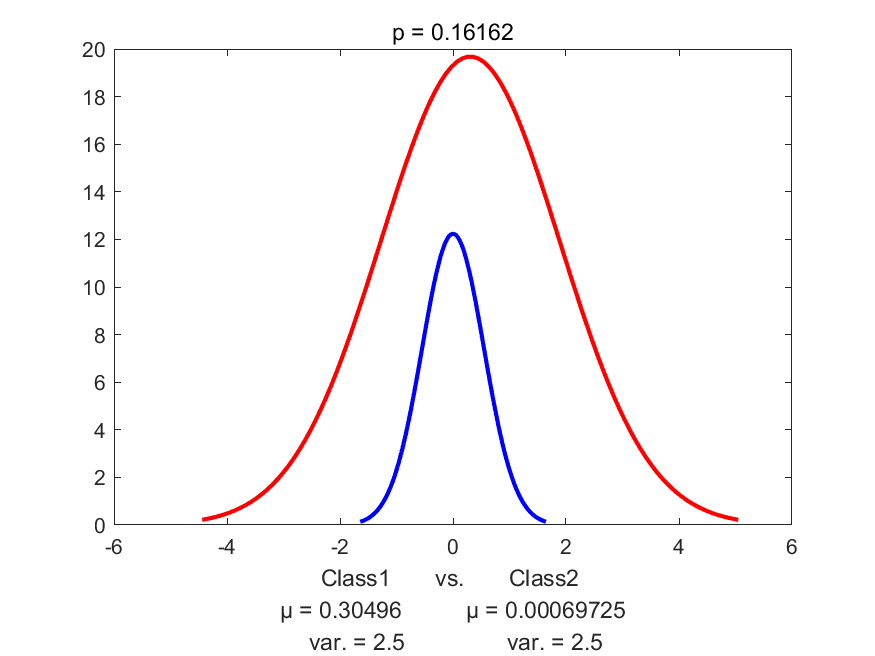 p = 0.16162
20
18
16
14
12
10
8
6
4
2
0
-6 -4 -2 0 2 4 6
Class1 vs. Class2
µ = 0.30496 µ = 0.00069725
var. = 2.5 var. = 2.5